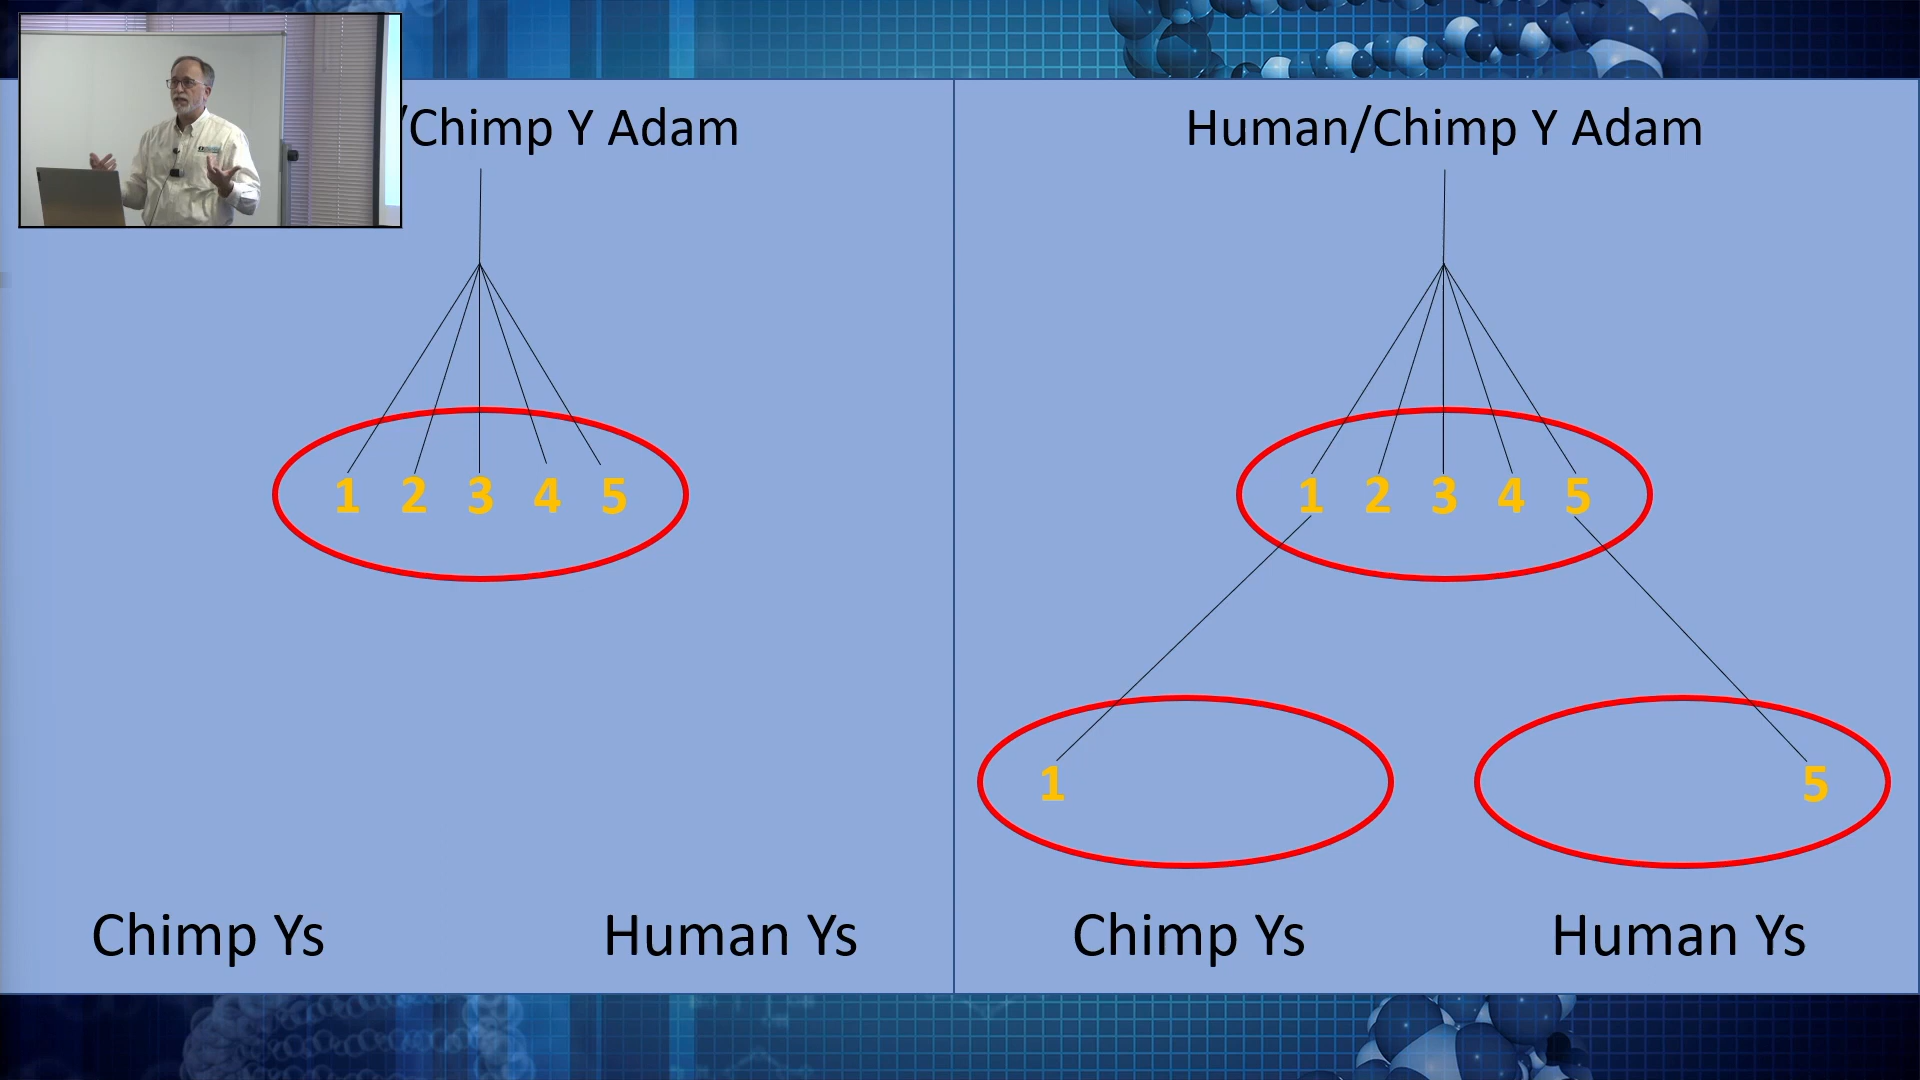 /Chimp Y Adam
1 2 3 4 5
Chimp Ys
Human Ys
Human/Chimp Y Adam
1 2 3 4 5
1
5
Chimp Ys
Human Ys